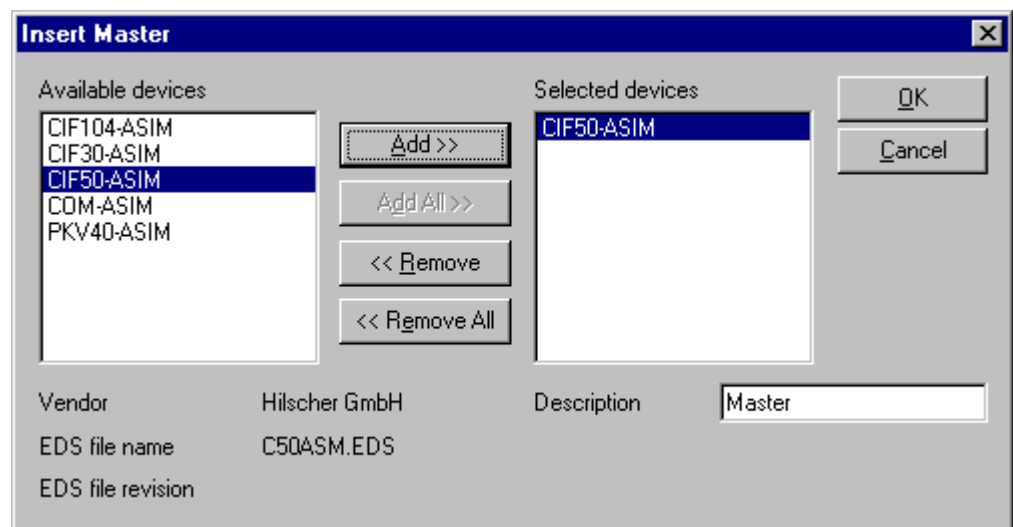 Insert Master
Available devices
CIF104-ASIM
CIF30-ASIM
CIF50-ASIM
COM-ASIM
PKV40-ASIM
Add >>
Add All >>
<< Remove
<< Remove All
Selected devices
CIF50-ASIM
OK
Cancel
Vendor Hilscher GmbH
Description Master
EDS file name C50ASM.EDS
EDS file revision